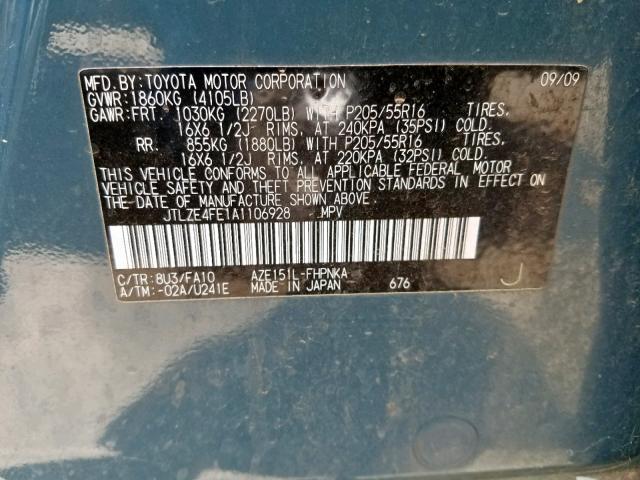 MFD.BY:TOYOTA MOTOR CORPORATION 09/09
GVWR:1860KG (4105LB)
GAWR:FRT. 1030KG (2270LB) WITH P205/55R16 TIRES,
16X6 1/2J RIMS, AT 240KPA (35PSI) COLD.
RR. 855KG (1880LB) WITH P205/55R16 TIRES,
16X6 1/2J RIMS, AT 220KPA (32PSI) COLD.
THIS VEHICLE CONFORMS TO ALL APPLICABLE FEDERAL MOTOR
VEHICLE SAFETY AND THEFT PREVENTION STANDARDS IN EFFECT ON
THE DATE OF MANUFACTURE SHOWN ABOVE.
JTLZE4FE1A1106928 MPV
C/TR:8U3/FA10 AZE151L-FHPNKA
A/TM:-02A/U241E MADE IN JAPAN 676 J